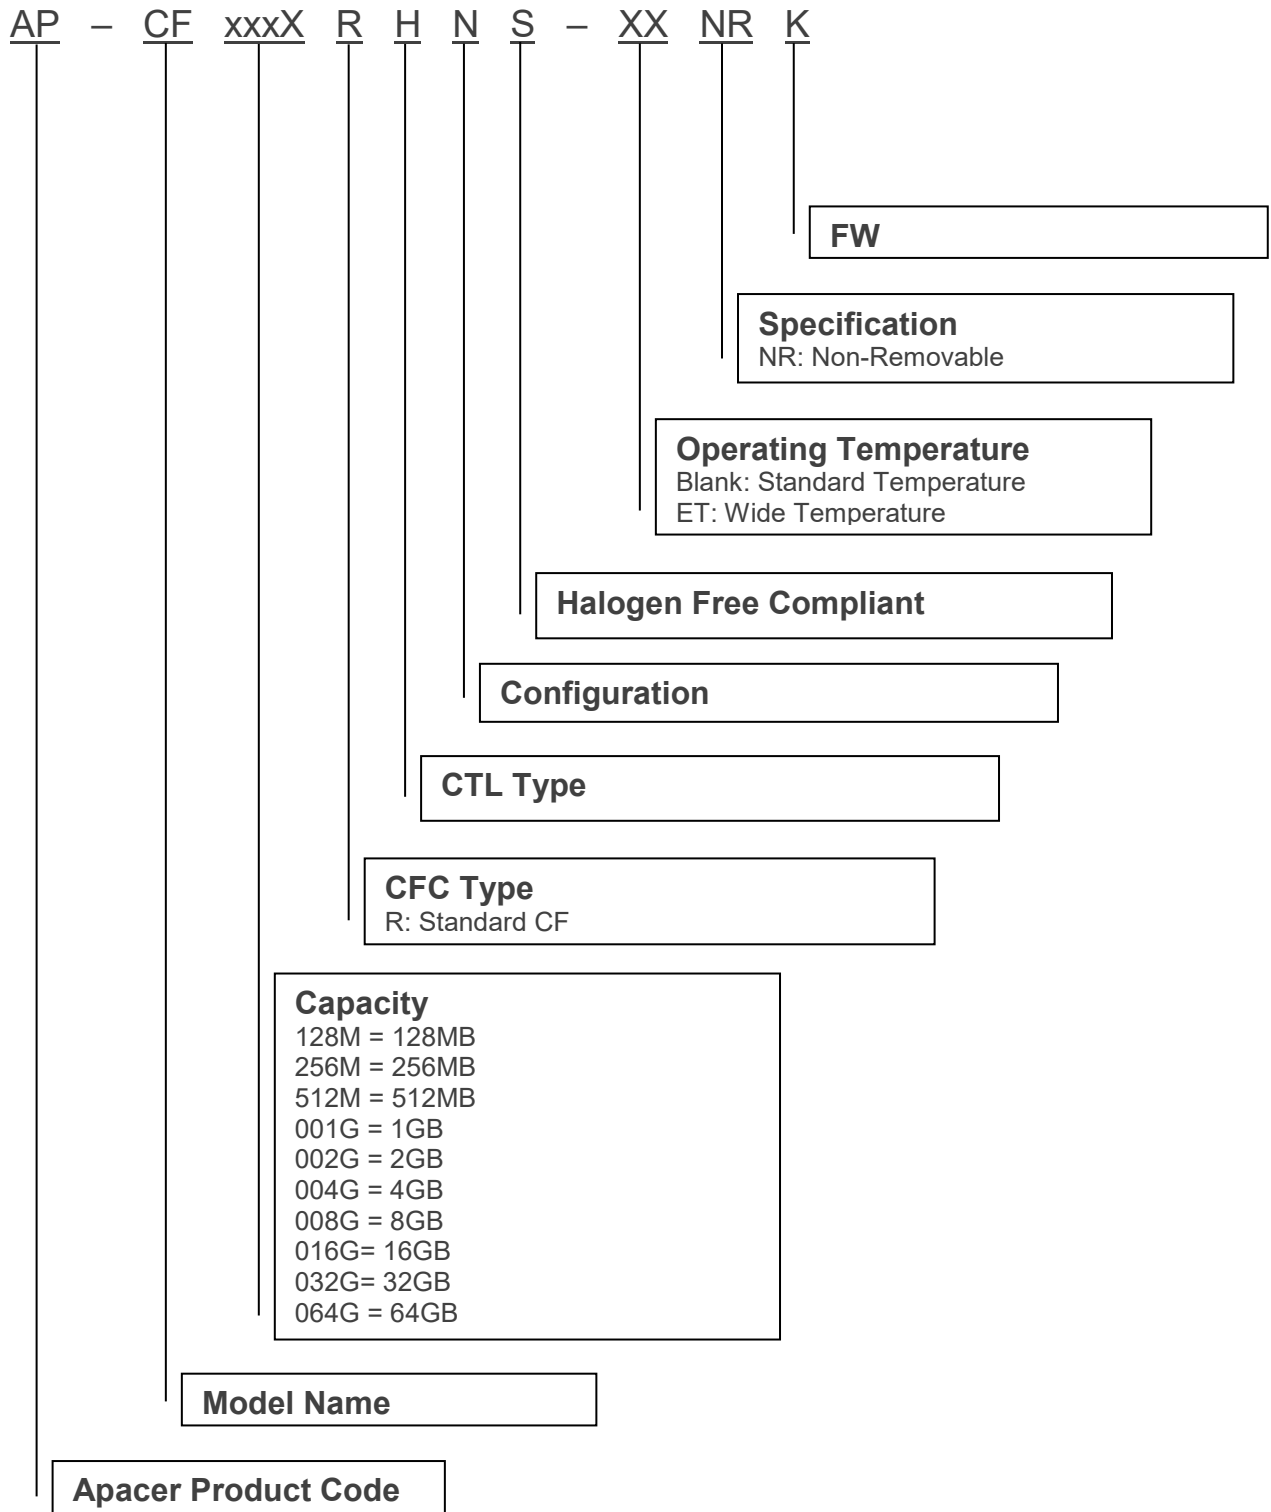 AP – CF xxxX R H N S – XX NR K
FW
Specification
NR: Non-Removable
Operating Temperature
Blank: Standard Temperature
ET: Wide Temperature
Halogen Free Compliant
Configuration
CTL Type
CFC Type
R: Standard CF
Capacity
128M = 128MB
256M = 256MB
512M = 512MB
001G = 1GB
002G = 2GB
004G = 4GB
008G = 8GB
016G= 16GB
032G= 32GB
064G = 64GB
Model Name
Apacer Product Code